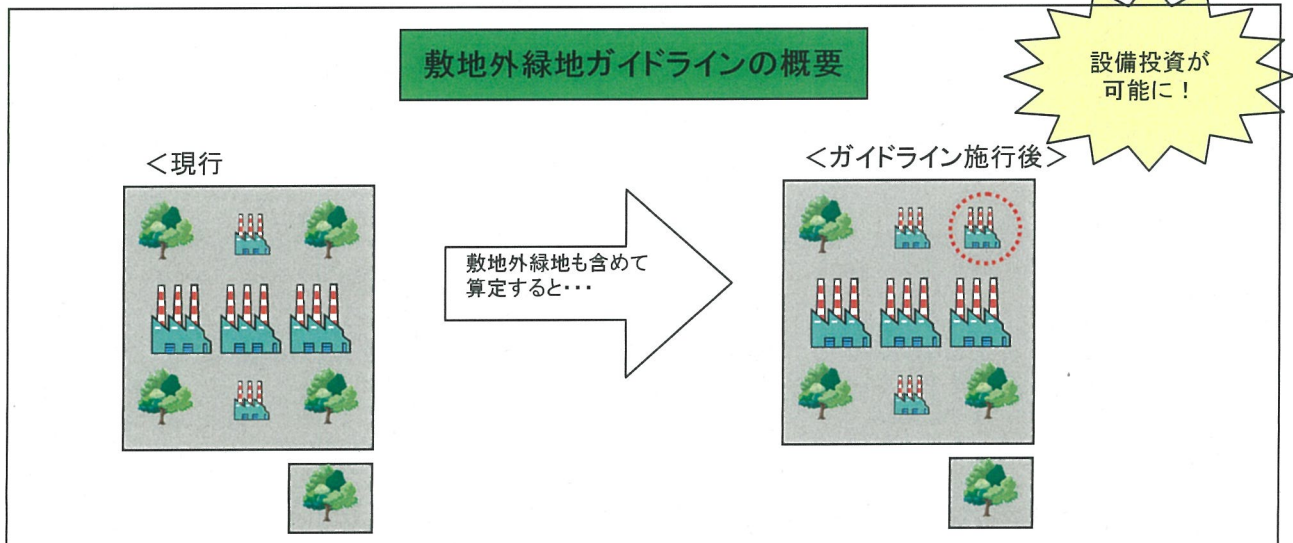 敷地外緑地ガイドラインの概要
設備投資が
可能に！
＜現行
＜ガイドライン施行後＞
敷地外緑地も含めて
算定すると・・・